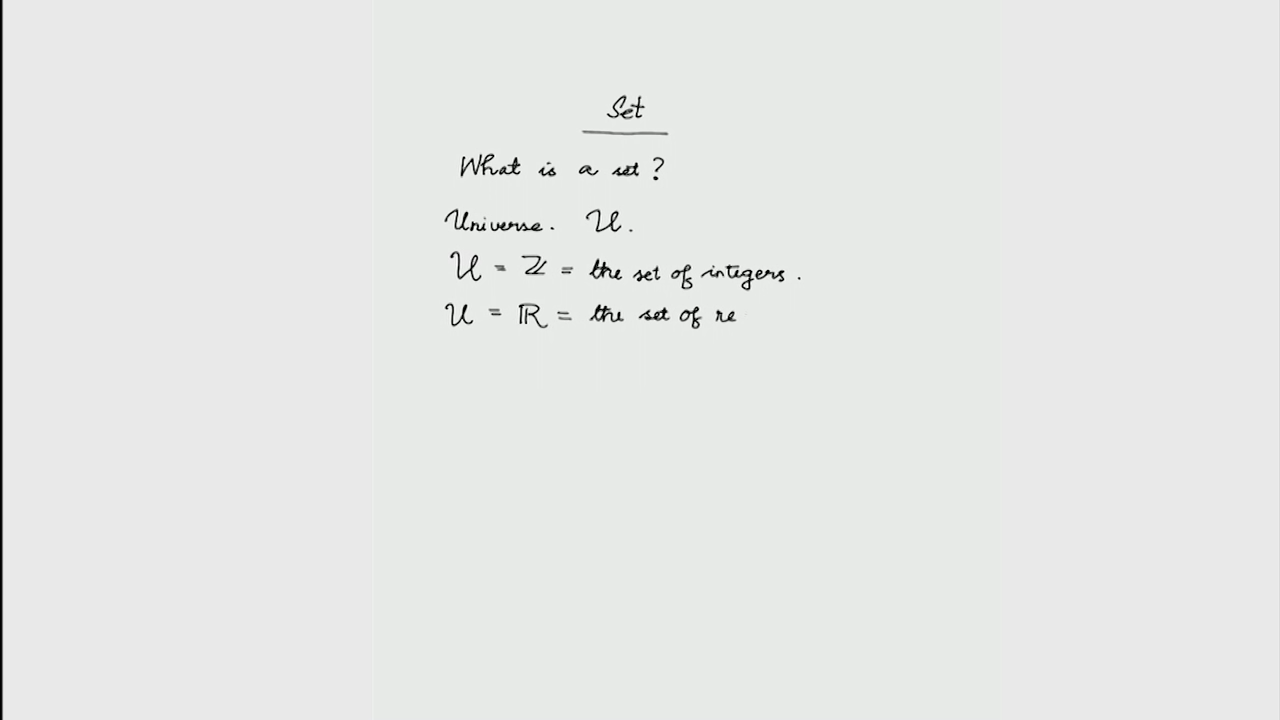 Set
What is a set?
Universe. U.
U = ℤ = the set of integers.
U = ℝ = the set of re